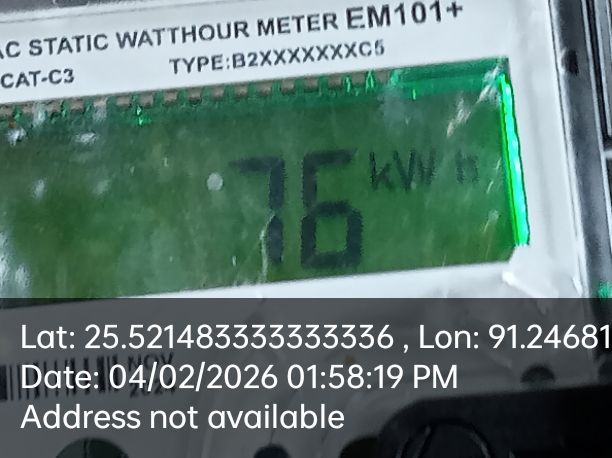 AC STATIC WATTHOUR METER EM101+
CAT-C3 TYPE:B2XXXXXXXC5
76 kWh
Lat: 25.521483333333336 , Lon: 91.24681
Date: 04/02/2026 01:58:19 PM
Address not available